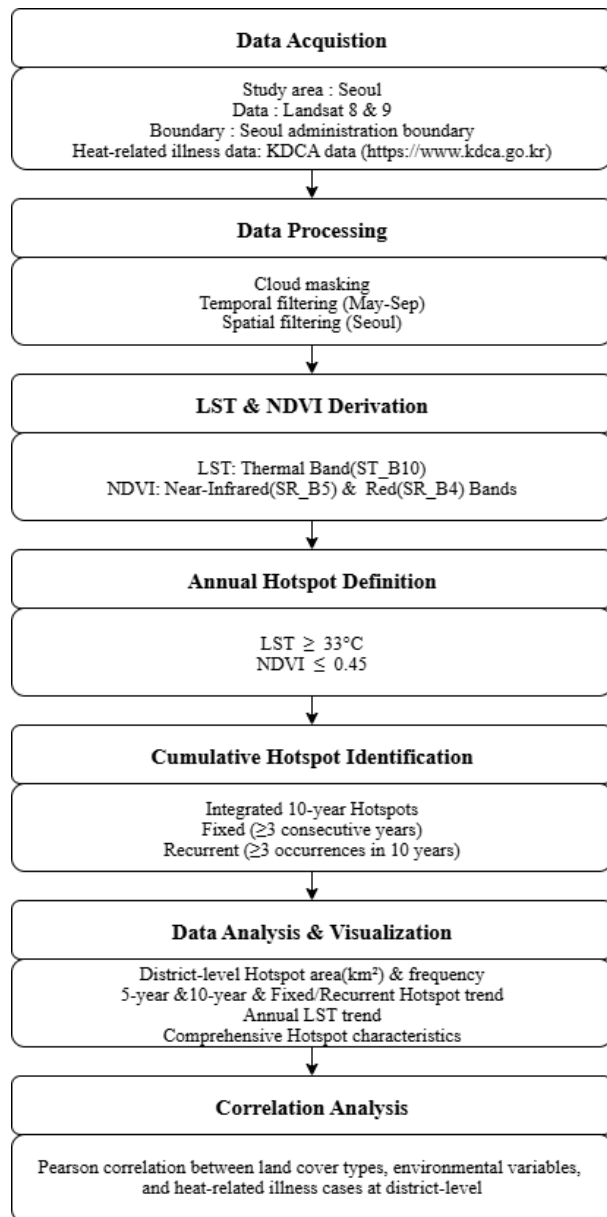 Data Acquistion
Study area : Seoul
Data : Landsat 8 & 9
Boundary : Seoul administration boundary
Heat-related illness data: KDCA data (https://www.kdca.go.kr)
Data Processing
Cloud masking
Temporal filtering (May-Sep)
Spatial filtering (Seoul)
LST & NDVI Derivation
LST: Thermal Band(ST_B10)
NDVI: Near-Infrared(SR_B5) & Red(SR_B4) Bands
Annual Hotspot Definition
LST ≥ 33°C
NDVI ≤ 0.45
Cumulative Hotspot Identification
Integrated 10-year Hotspots
Fixed (≥3 consecutive years)
Recurrent (≥3 occurrences in 10 years)
Data Analysis & Visualization
District-level Hotspot area(km²) & frequency
5-year &10-year & Fixed/Recurrent Hotspot trend
Annual LST trend
Comprehensive Hotspot characteristics
Correlation Analysis
Pearson correlation between land cover types, environmental variables,
and heat-related illness cases at district-level